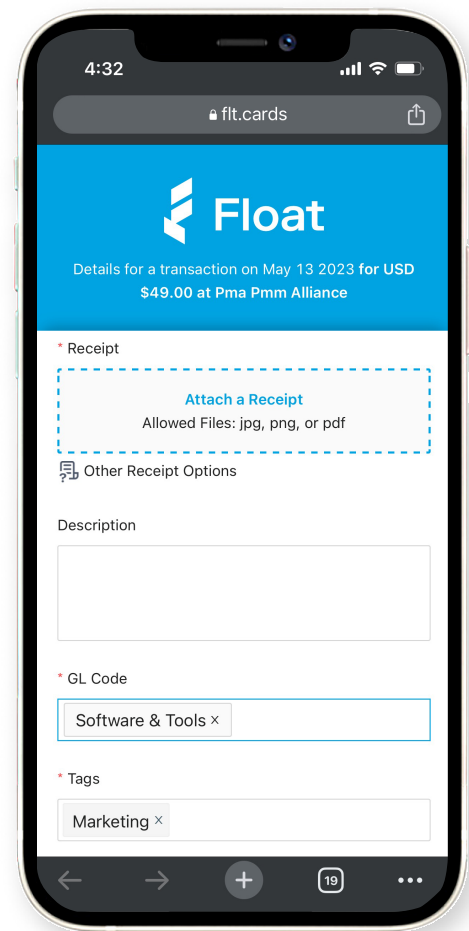 4:32
flt.cards
Float
Details for a transaction on May 13 2023 for USD
$49.00 at Pma Pmm Alliance
* Receipt
Attach a Receipt
Allowed Files: jpg, png, or pdf
? Other Receipt Options
Description
* GL Code
Software & Tools ×
* Tags
Marketing ×
19